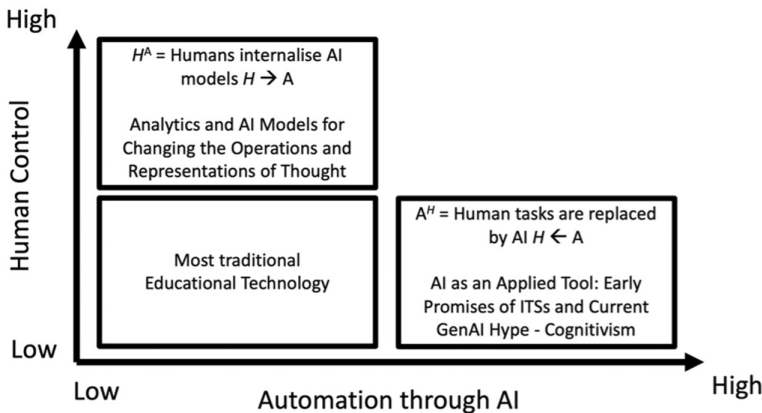 High
Human Control
Low
Hᴬ = Humans internalise AI
models H → A
Analytics and AI Models for
Changing the Operations and
Representations of Thought
Most traditional
Educational Technology
Aᴴ = Human tasks are replaced
by AI H ← A
AI as an Applied Tool: Early
Promises of ITSs and Current
GenAI Hype - Cognitivism
Low
Automation through AI
High